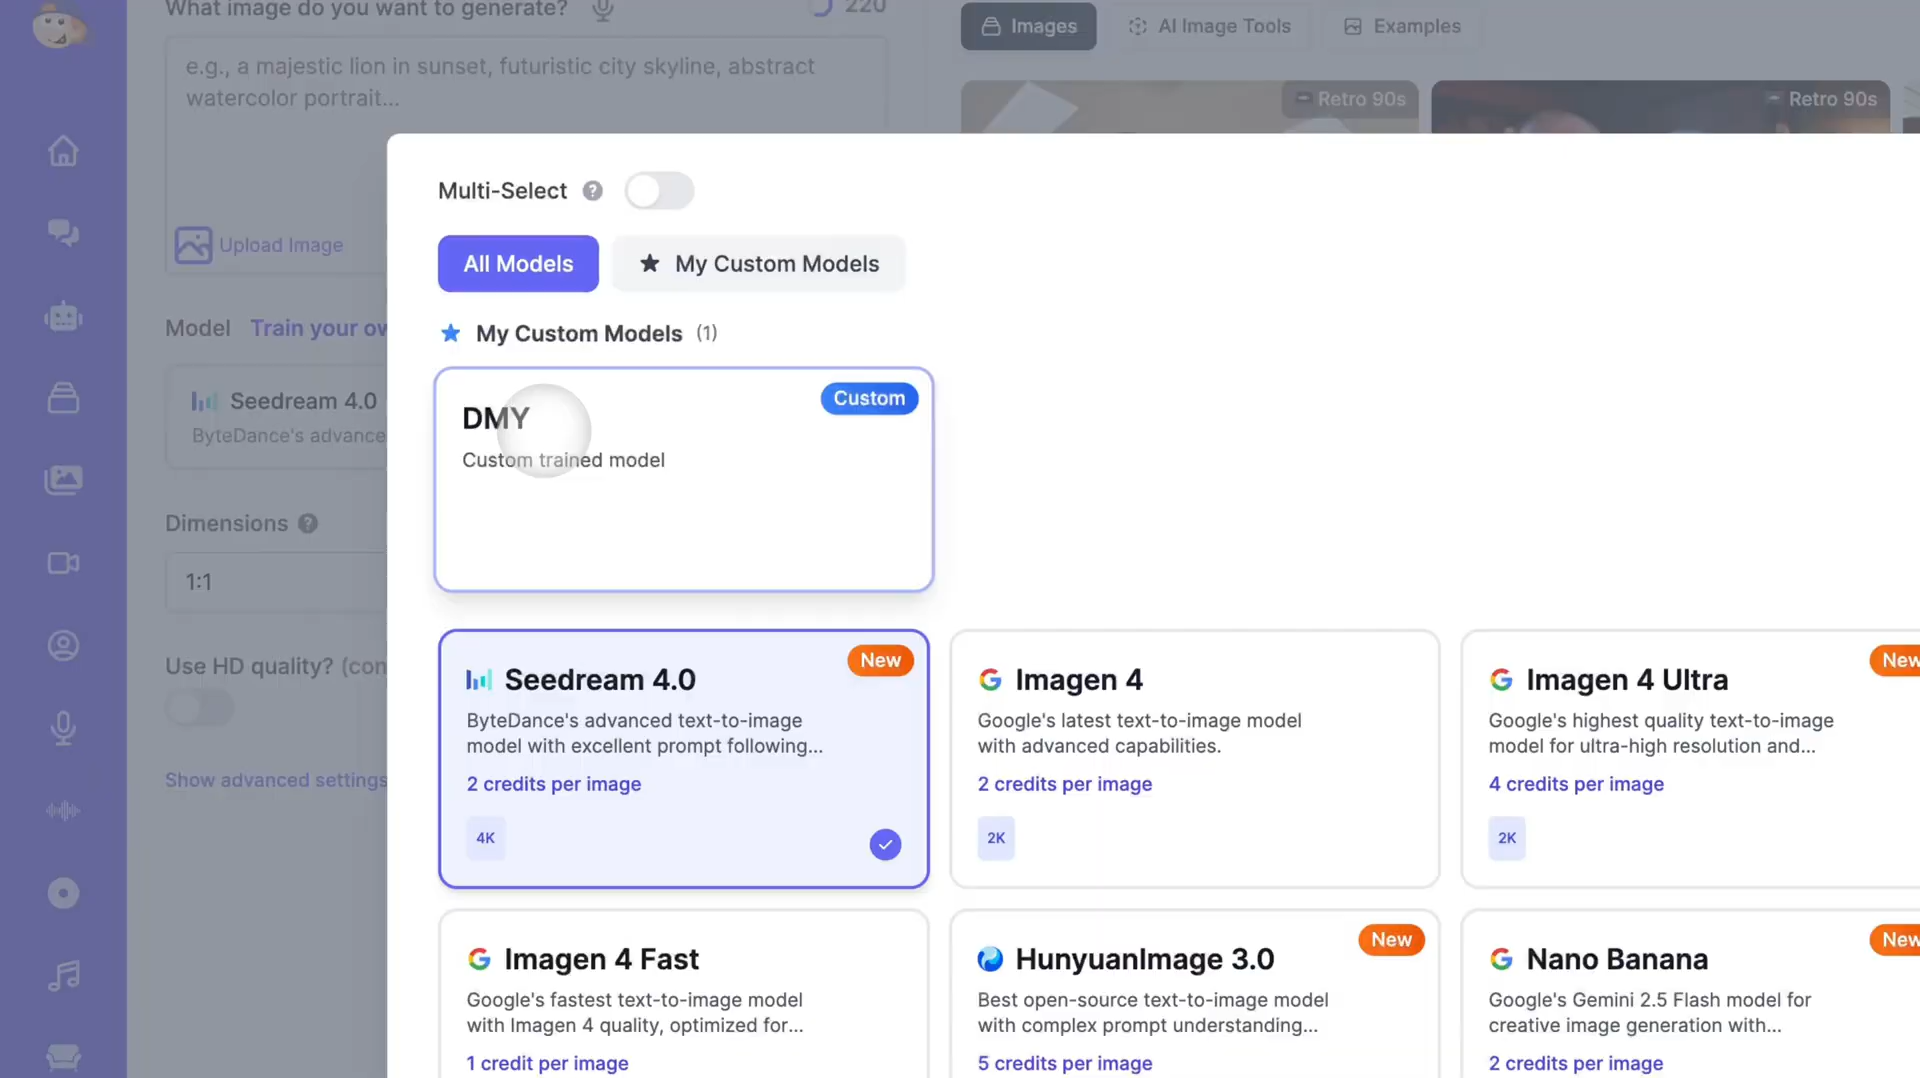 What image do you want to generate?
220
e.g., a majestic lion in sunset, futuristic city skyline, abstract
watercolor portrait...
Upload Image
Model Train your ow
Seedream 4.0
ByteDance's advance
Dimensions
1:1
Use HD quality? (con
Show advanced settings
Images
AI Image Tools
Examples
Retro 90s
Retro 90s
Multi-Select
All Models
My Custom Models
My Custom Models (1)
DMY
Custom
Custom trained model
Seedream 4.0
New
ByteDance's advanced text-to-image
model with excellent prompt following...
2 credits per image
4K
Imagen 4
Google's latest text-to-image model
with advanced capabilities.
2 credits per image
2K
Imagen 4 Ultra
New
Google's highest quality text-to-image
model for ultra-high resolution and...
4 credits per image
2K
Imagen 4 Fast
Google's fastest text-to-image model
with Imagen 4 quality, optimized for...
1 credit per image
HunyuanImage 3.0
New
Best open-source text-to-image model
with complex prompt understanding...
5 credits per image
Nano Banana
New
Google's Gemini 2.5 Flash model for
creative image generation with...
2 credits per image